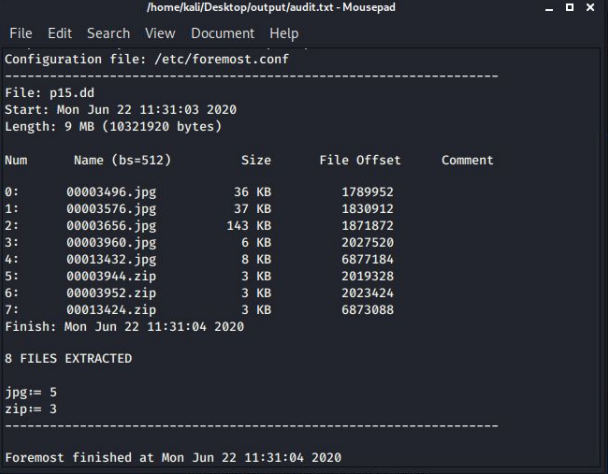 /home/kali/Desktop/output/audit.txt - Mousepad
File Edit Search View Document Help
Configuration file: /etc/foremost.conf
------------------------------------------------------------------
File: p15.dd
Start: Mon Jun 22 11:31:03 2020
Length: 9 MB (10321920 bytes)
Num Name (bs=512) Size File Offset Comment
0: 00003496.jpg 36 KB 1789952
1: 00003576.jpg 37 KB 1830912
2: 00003656.jpg 143 KB 1871872
3: 00003960.jpg 6 KB 2027520
4: 00013432.jpg 8 KB 6877184
5: 00003944.zip 3 KB 2019328
6: 00003952.zip 3 KB 2023424
7: 00013424.zip 3 KB 6873088
Finish: Mon Jun 22 11:31:04 2020
8 FILES EXTRACTED
jpg:= 5
zip:= 3
------------------------------------------------------------------
Foremost finished at Mon Jun 22 11:31:04 2020